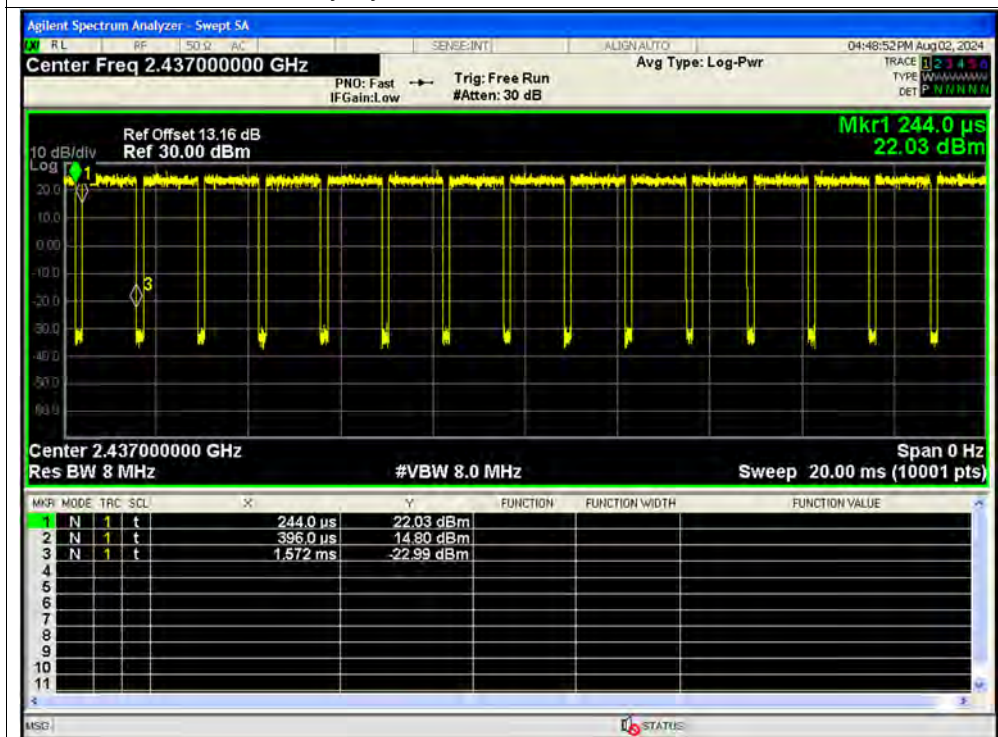 Agilent Spectrum Analyzer - Swept SA
RL RF 50 Ω AC SENSE:INT ALIGN AUTO 04:48:52 PM Aug 02, 2024
Center Freq 2.437000000 GHz
PNO: Fast
IFGain:Low
Trig: Free Run
#Atten: 30 dB
Avg Type: Log-Pwr
TRACE 1 2 3 4 5 6
TYPE
DET P N N N N N
Mkr1 244.0 µs
22.03 dBm
Ref Offset 13.16 dB
10 dB/div Ref 30.00 dBm
Log
1
20.0
10.0
0.00
-10.0
3
-20.0
-30.0
-40.0
-50.0
Center 2.437000000 GHz Span 0 Hz
Res BW 8 MHz #VBW 8.0 MHz Sweep 20.00 ms (10001 pts)
MKR MODE TRC SCL X Y FUNCTION FUNCTION WIDTH FUNCTION VALUE
1 N 1 t 244.0 µs 22.03 dBm
2 N 1 t 396.0 µs 14.80 dBm
3 N 1 t 1.572 ms -22.99 dBm
4
5
6
7
8
9
10
11
MSG STATUS